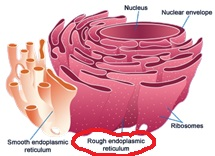 Nucleus
Nuclear envelope
Ribosomes
Smooth endoplasmic
reticulum
Rough endoplasmic
reticulum